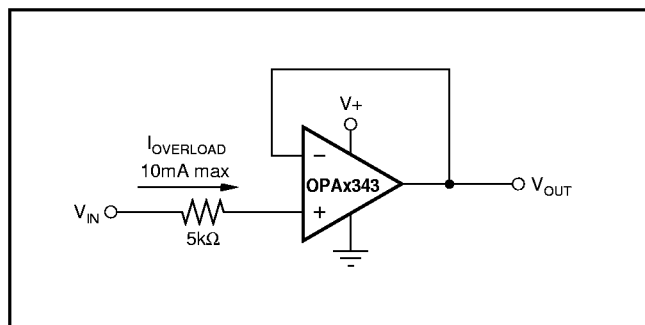 V+
I_OVERLOAD
10mA max
−
OPAx343
V_OUT
V_IN
+
5kΩ